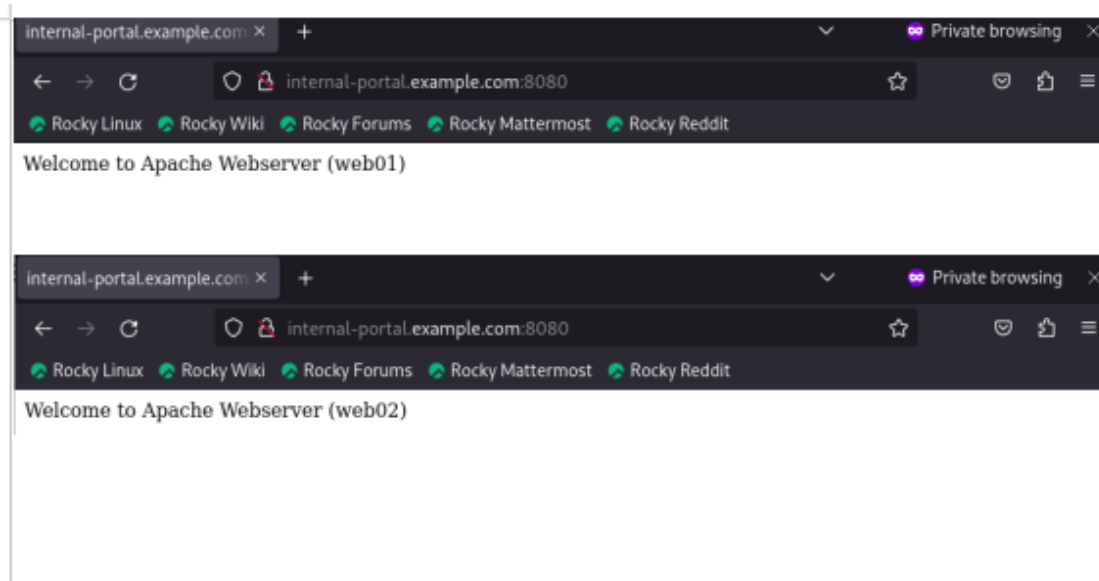 internal-portal.example.com × +
Private browsing ×
internal-portal.example.com:8080
Rocky Linux Rocky Wiki Rocky Forums Rocky Mattermost Rocky Reddit
Welcome to Apache Webserver (web01)
internal-portal.example.com × +
Private browsing ×
internal-portal.example.com:8080
Rocky Linux Rocky Wiki Rocky Forums Rocky Mattermost Rocky Reddit
Welcome to Apache Webserver (web02)